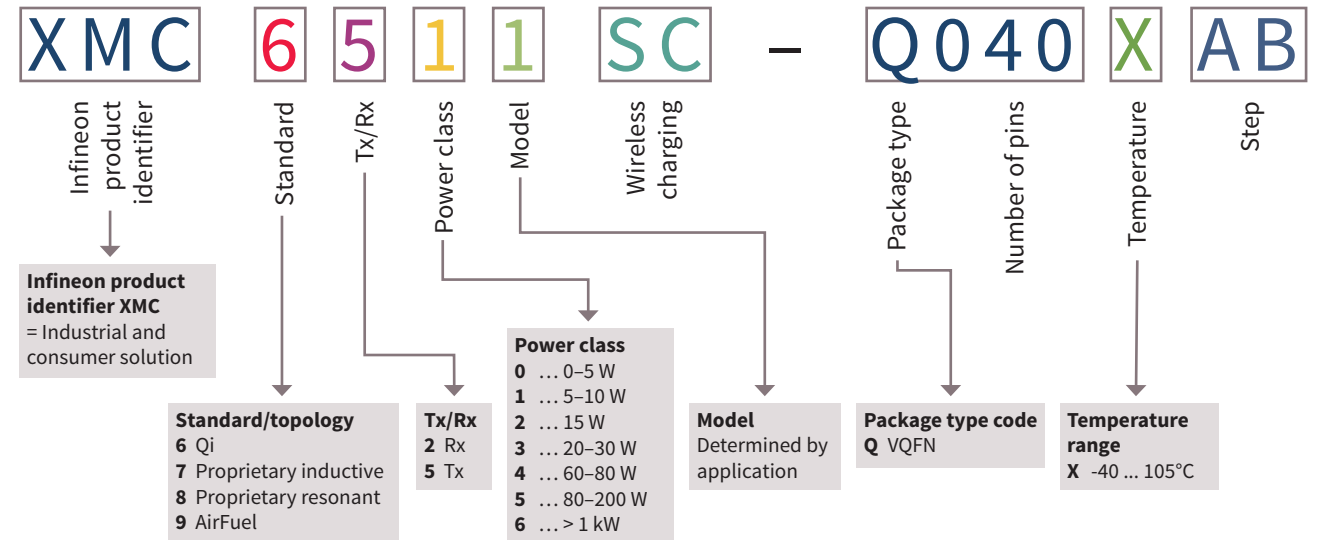 XMC 6 5 1 1 SC – Q040 X AB
Infineon
product
identifier
Standard
Tx/Rx
Power class
Model
Wireless
charging
Package type
Number of pins
Temperature
Step
Infineon product
identifier XMC
= Industrial and
consumer solution
Standard/topology
6 Qi
7 Proprietary inductive
8 Proprietary resonant
9 AirFuel
Tx/Rx
2 Rx
5 Tx
Power class
0 … 0–5 W
1 … 5–10 W
2 … 15 W
3 … 20–30 W
4 … 60–80 W
5 … 80–200 W
6 … > 1 kW
Model
Determined by
application
Package type code
Q VQFN
Temperature
range
X -40 ... 105°C